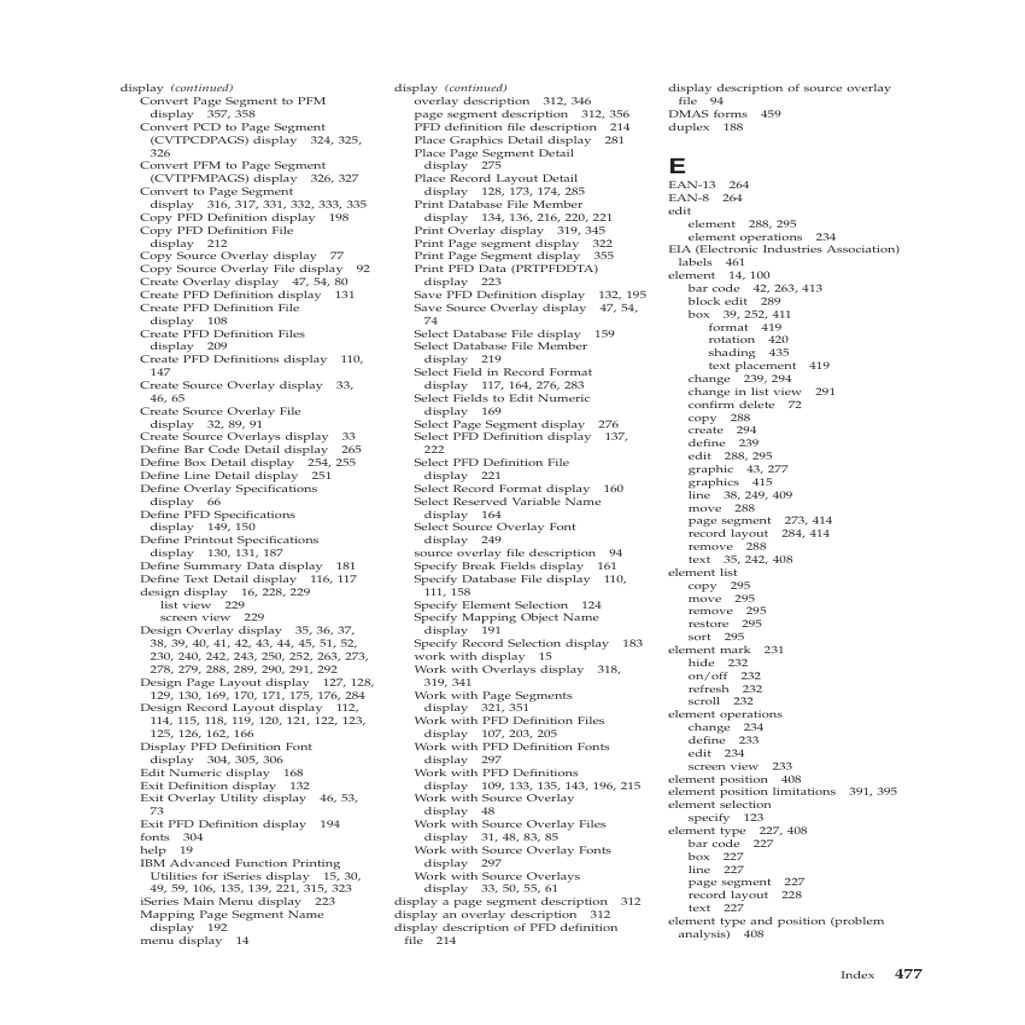 display (continued)
Convert Page Segment to PFM
display 357, 358
Convert PCD to Page Segment
(CVTPCDPAGS) display 324, 325,
326
Convert PFM to Page Segment
(CVTPFMPAGS) display 326, 327
Convert to Page Segment
display 316, 317, 331, 332, 333, 335
Copy PFD Definition display 198
Copy PFD Definition File
display 212
Copy Source Overlay display 77
Copy Source Overlay File display 92
Create Overlay display 47, 54, 80
Create PFD Definition display 131
Create PFD Definition File
display 108
Create PFD Definition Files
display 209
Create PFD Definitions display 110,
147
Create Source Overlay display 33,
46, 65
Create Source Overlay File
display 32, 89, 91
Create Source Overlays display 33
Define Bar Code Detail display 265
Define Box Detail display 254, 255
Define Line Detail display 251
Define Overlay Specifications
display 66
Define PFD Specifications
display 149, 150
Define Printout Specifications
display 130, 131, 187
Define Summary Data display 181
Define Text Detail display 116, 117
design display 16, 228, 229
list view 229
screen view 229
Design Overlay display 35, 36, 37,
38, 39, 40, 41, 42, 43, 44, 45, 51, 52,
230, 240, 242, 243, 250, 252, 263, 273,
278, 279, 288, 289, 290, 291, 292
Design Page Layout display 127, 128,
129, 130, 169, 170, 171, 175, 176, 284
Design Record Layout display 112,
114, 115, 118, 119, 120, 121, 122, 123,
125, 126, 162, 166
Display PFD Definition Font
display 304, 305, 306
Edit Numeric display 168
Exit Definition display 132
Exit Overlay Utility display 46, 53,
73
Exit PFD Definition display 194
fonts 304
help 19
IBM Advanced Function Printing
Utilities for iSeries display 15, 30,
49, 59, 106, 135, 139, 221, 315, 323
iSeries Main Menu display 223
Mapping Page Segment Name
display 192
menu display 14
display (continued)
overlay description 312, 346
page segment description 312, 356
PFD definition file description 214
Place Graphics Detail display 281
Place Page Segment Detail
display 275
Place Record Layout Detail
display 128, 173, 174, 285
Print Database File Member
display 134, 136, 216, 220, 221
Print Overlay display 319, 345
Print Page segment display 322
Print Page Segment display 355
Print PFD Data (PRTPFDDTA)
display 223
Save PFD Definition display 132, 195
Save Source Overlay display 47, 54,
74
Select Database File display 159
Select Database File Member
display 219
Select Field in Record Format
display 117, 164, 276, 283
Select Fields to Edit Numeric
display 169
Select Page Segment display 276
Select PFD Definition display 137,
222
Select PFD Definition File
display 221
Select Record Format display 160
Select Reserved Variable Name
display 164
Select Source Overlay Font
display 249
source overlay file description 94
Specify Break Fields display 161
Specify Database File display 110,
111, 158
Specify Element Selection 124
Specify Mapping Object Name
display 191
Specify Record Selection display 183
work with display 15
Work with Overlays display 318,
319, 341
Work with Page Segments
display 321, 351
Work with PFD Definition Files
display 107, 203, 205
Work with PFD Definition Fonts
display 297
Work with PFD Definitions
display 109, 133, 135, 143, 196, 215
Work with Source Overlay
display 48
Work with Source Overlay Files
display 31, 48, 83, 85
Work with Source Overlay Fonts
display 297
Work with Source Overlays
display 33, 50, 55, 61
display a page segment description 312
display an overlay description 312
display description of PFD definition
file 214
display description of source overlay
file 94
DMAS forms 459
duplex 188
E
EAN-13 264
EAN-8 264
edit
element 288, 295
element operations 234
EIA (Electronic Industries Association)
labels 461
element 14, 100
bar code 42, 263, 413
block edit 289
box 39, 252, 411
format 419
rotation 420
shading 435
text placement 419
change 239, 294
change in list view 291
confirm delete 72
copy 288
create 294
define 239
edit 288, 295
graphic 43, 277
graphics 415
line 38, 249, 409
move 288
page segment 273, 414
record layout 284, 414
remove 288
text 35, 242, 408
element list
copy 295
move 295
remove 295
restore 295
sort 295
element mark 231
hide 232
on/off 232
refresh 232
scroll 232
element operations
change 234
define 233
edit 234
screen view 233
element position 408
element position limitations 391, 395
element selection
specify 123
element type 227, 408
bar code 227
box 227
line 227
page segment 227
record layout 228
text 227
element type and position (problem
analysis) 408
Index 477